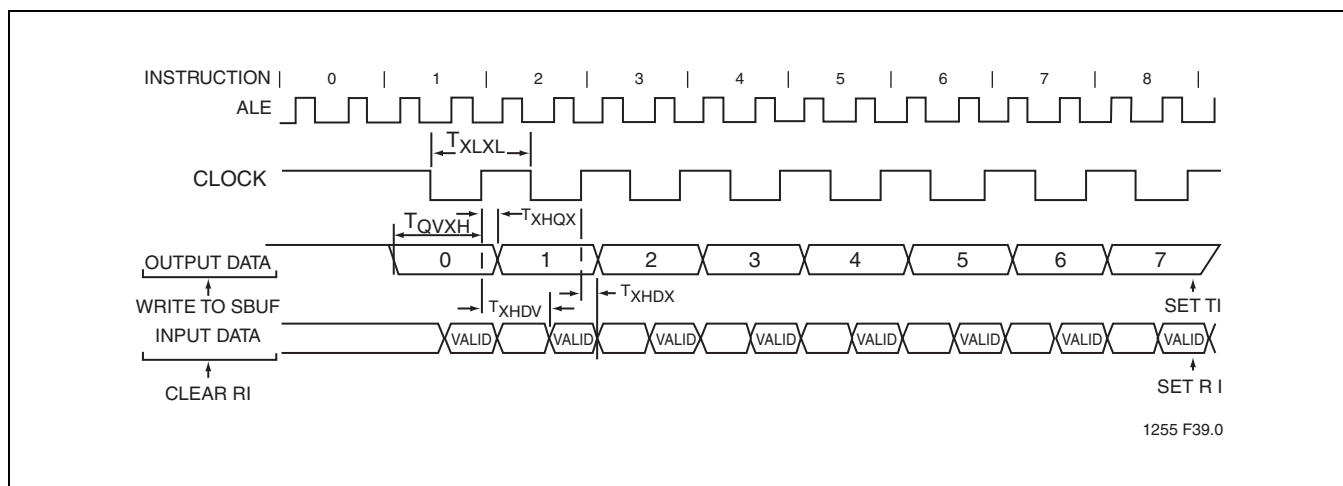 INSTRUCTION | 0 | 1 | 2 | 3 | 4 | 5 | 6 | 7 | 8 |
ALE
TXLXL
CLOCK
TQVXH TXHQX
OUTPUT DATA 0 1 2 3 4 5 6 7
WRITE TO SBUF TXHDV TXHDX SET TI
INPUT DATA VALID VALID VALID VALID VALID VALID VALID VALID
CLEAR RI SET R I
1255 F39.0